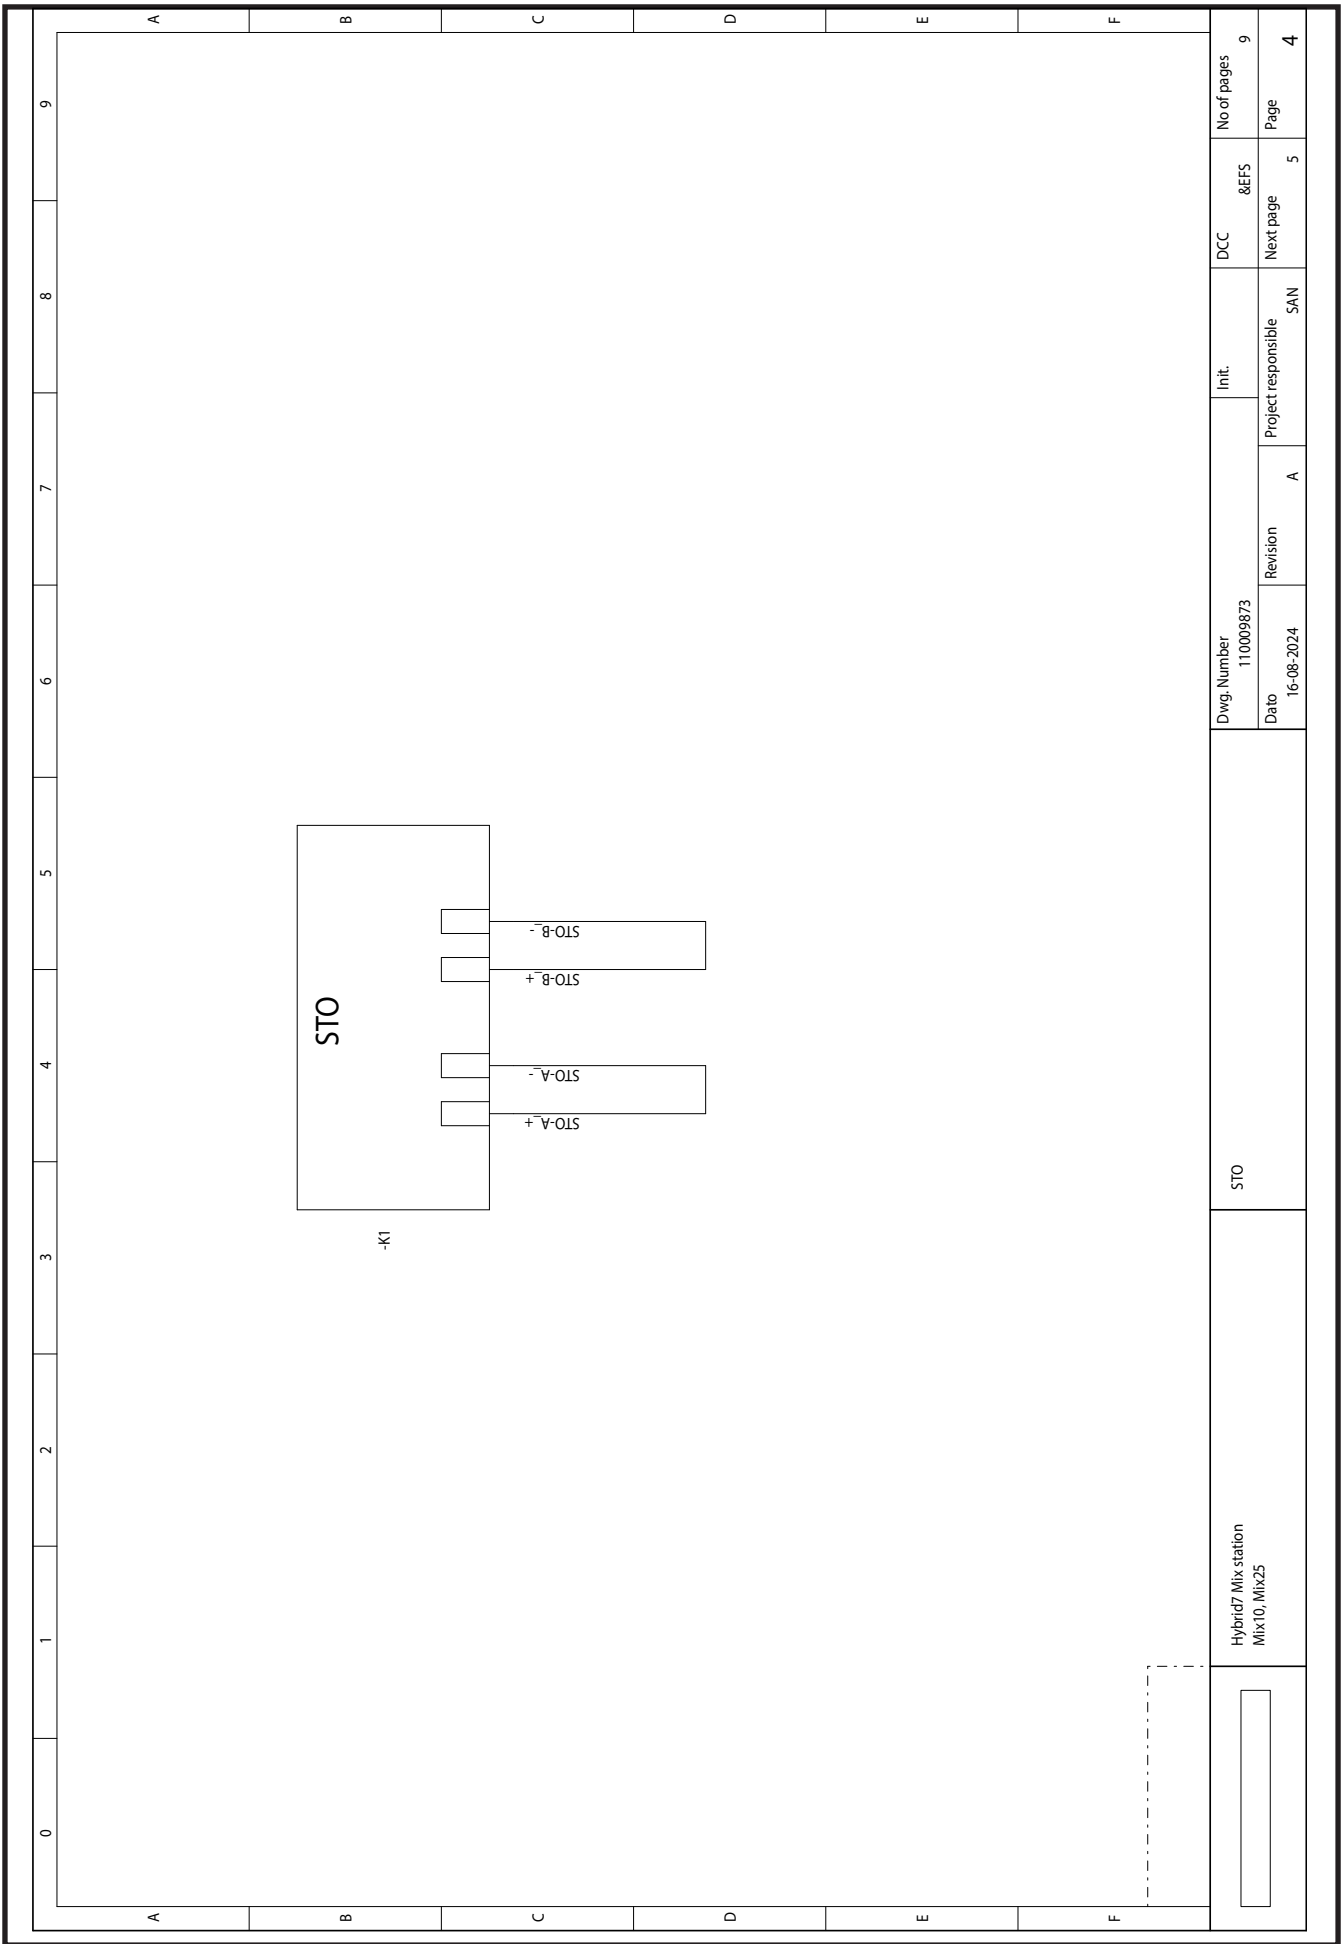 0
1
2
3
4
5
6
7
8
9
A
A
B
B
C
C
D
D
E
E
F
F
STO
-K1
STO-A_+
STO-A_-
STO-B_+
STO-B_-
Hybrid7 Mix station
Mix10, Mix25
STO
Dwg. Number
110009873
Init.
DCC
&EFS
No of pages
9
Dato
16-08-2024
Revision
A
Project responsible
SAN
Next page
5
Page
4